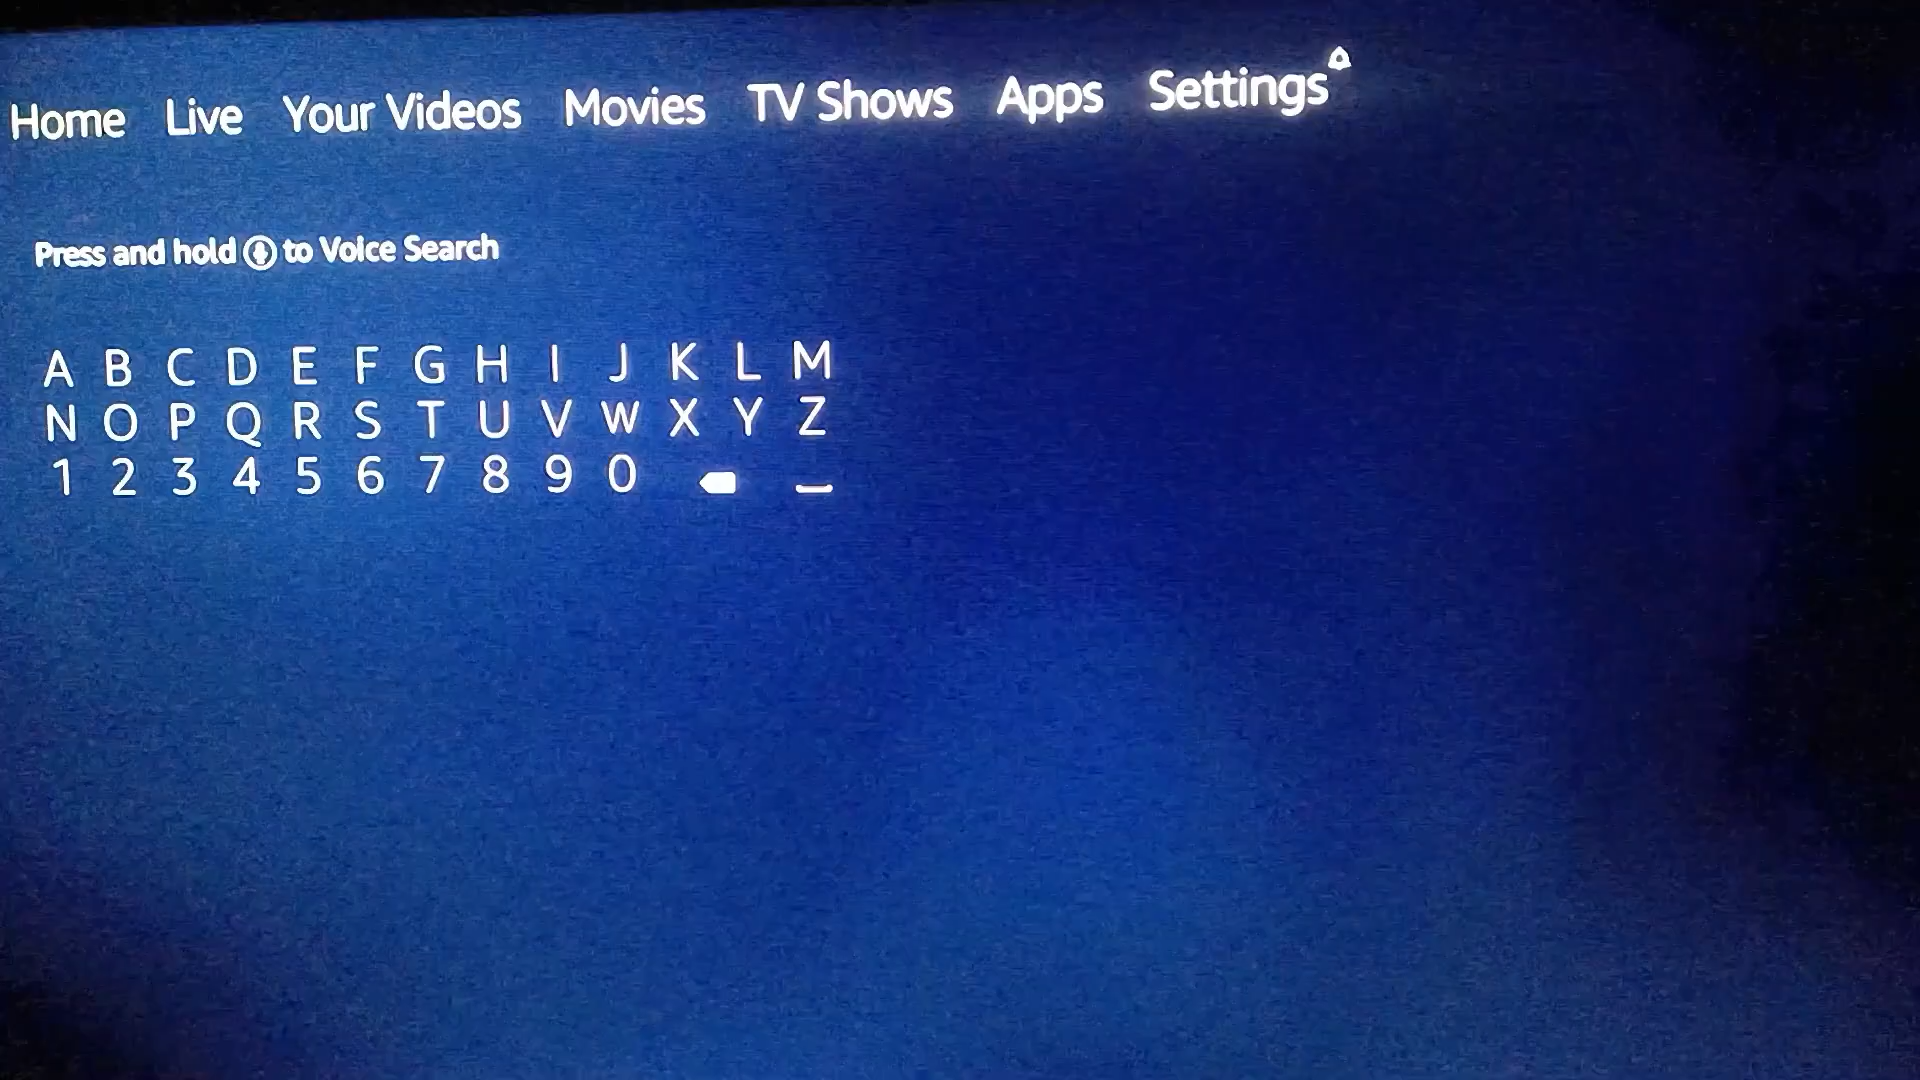 Home Live Your Videos Movies TV Shows Apps Settings
Press and hold to Voice Search
A B C D E F G H I J K L M
N O P Q R S T U V W X Y Z
1 2 3 4 5 6 7 8 9 0